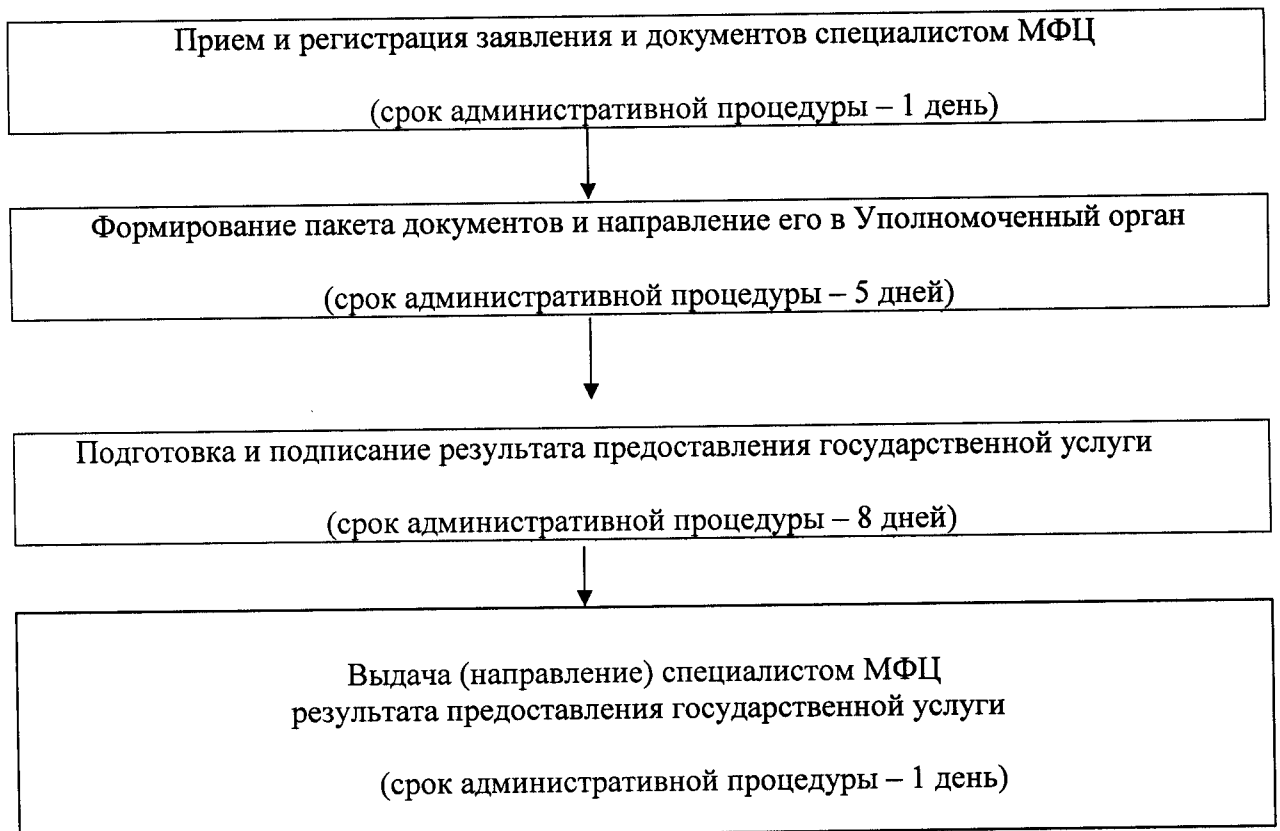 Прием и регистрация заявления и документов специалистом МФЦ
(срок административной процедуры – 1 день)
Формирование пакета документов и направление его в Уполномоченный орган
(срок административной процедуры – 5 дней)
Подготовка и подписание результата предоставления государственной услуги
(срок административной процедуры – 8 дней)
Выдача (направление) специалистом МФЦ
результата предоставления государственной услуги
(срок административной процедуры – 1 день)